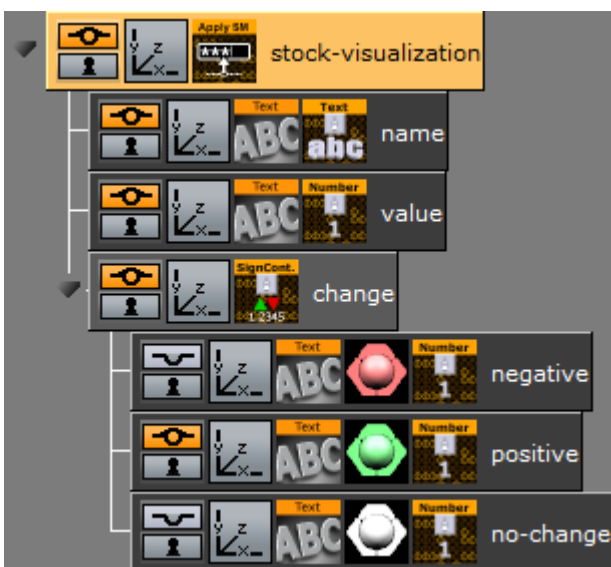 Apply SM
***
y z
x
stock-visualization
Text Text
y z
x
ABC
A
abc
name
Text Number
y z
x
ABC
A
1
value
SignCont.
y z
x
A
1 2345
change
Text Number
y z
x
ABC
A
1
negative
Text Number
y z
x
ABC
A
1
positive
Text Number
y z
x
ABC
A
1
no-change